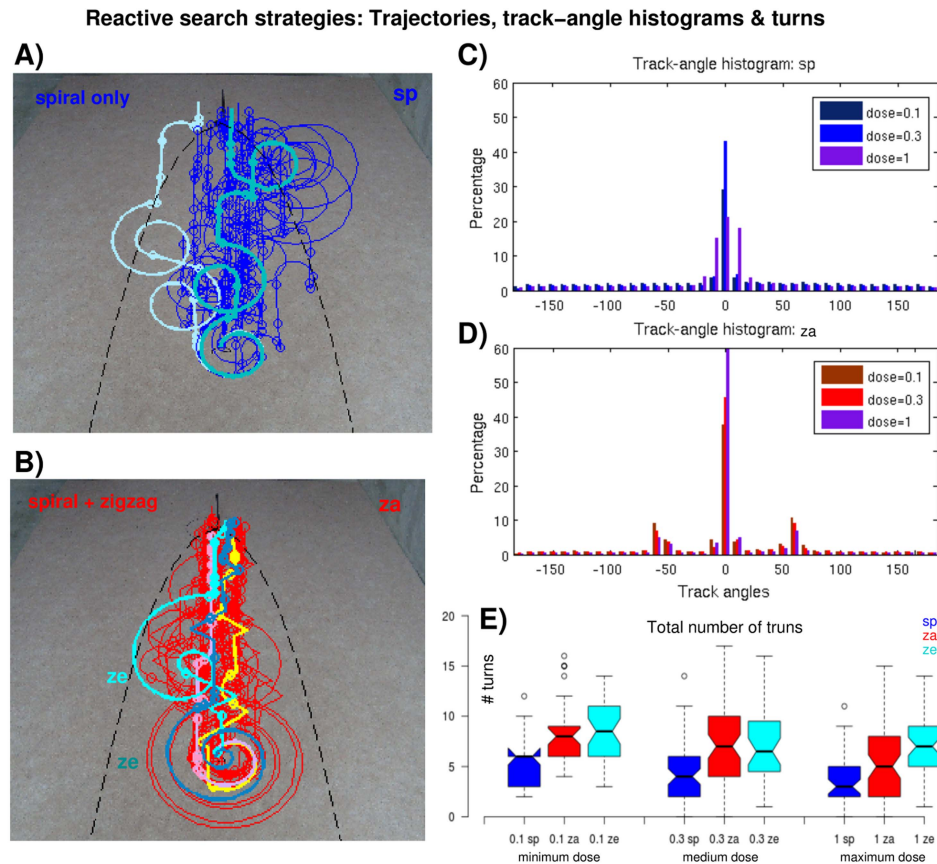 Reactive search strategies: Trajectories, track-angle histograms & turns
A)
spiral only
sp
B)
spiral + zigzag
za
ze
ze
C)
Track-angle histogram: sp
60
50
40
30
20
10
0
Percentage
dose=0.1
dose=0.3
dose=1
-150 -100 -50 0 50 100 150
D)
Track-angle histogram: za
60
50
40
30
20
10
0
Percentage
dose=0.1
dose=0.3
dose=1
-150 -100 -50 0 50 100 150
Track angles
E)
Total number of truns
sp
za
ze
20
15
10
5
0
# turns
0.1 sp 0.1 za 0.1 ze 0.3 sp 0.3 za 0.3 ze 1 sp 1 za 1 ze
minimum dose medium dose maximum dose